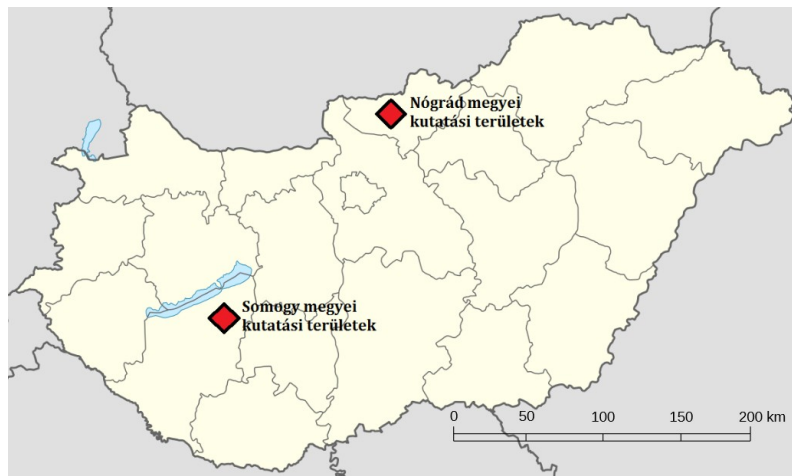 Nógrád megyei
kutatási területek
Somogy megyei
kutatási területek
0 50 100 150 200 km